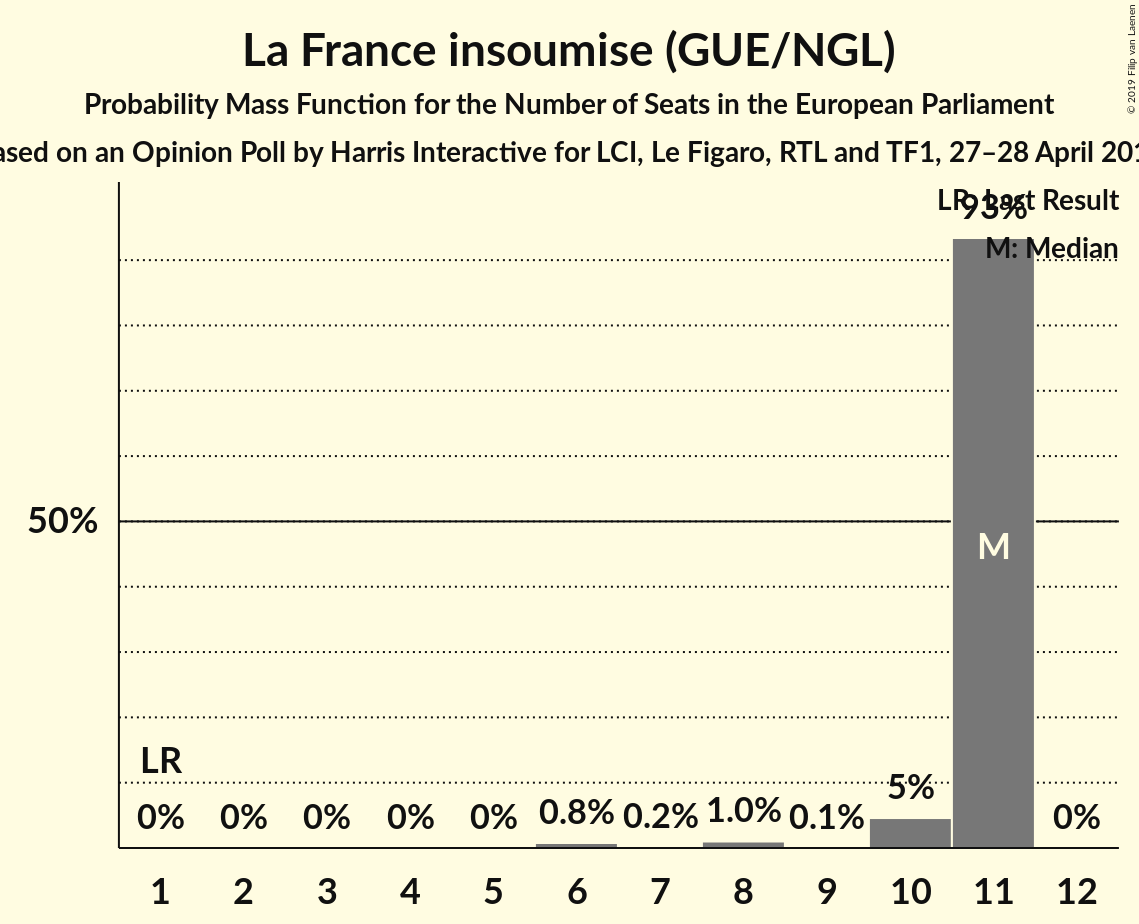 La France insoumise (GUE/NGL)
Probability Mass Function for the Number of Seats in the European Parliament
ased on an Opinion Poll by Harris Interactive for LCI, Le Figaro, RTL and TF1, 27–28 April 201
© 2019 Filip van Laenen
LR: Last Result
93%
M: Median
50%
M
LR
0% 0% 0% 0% 0% 0.8% 0.2% 1.0% 0.1% 5% 0%
1 2 3 4 5 6 7 8 9 10 11 12